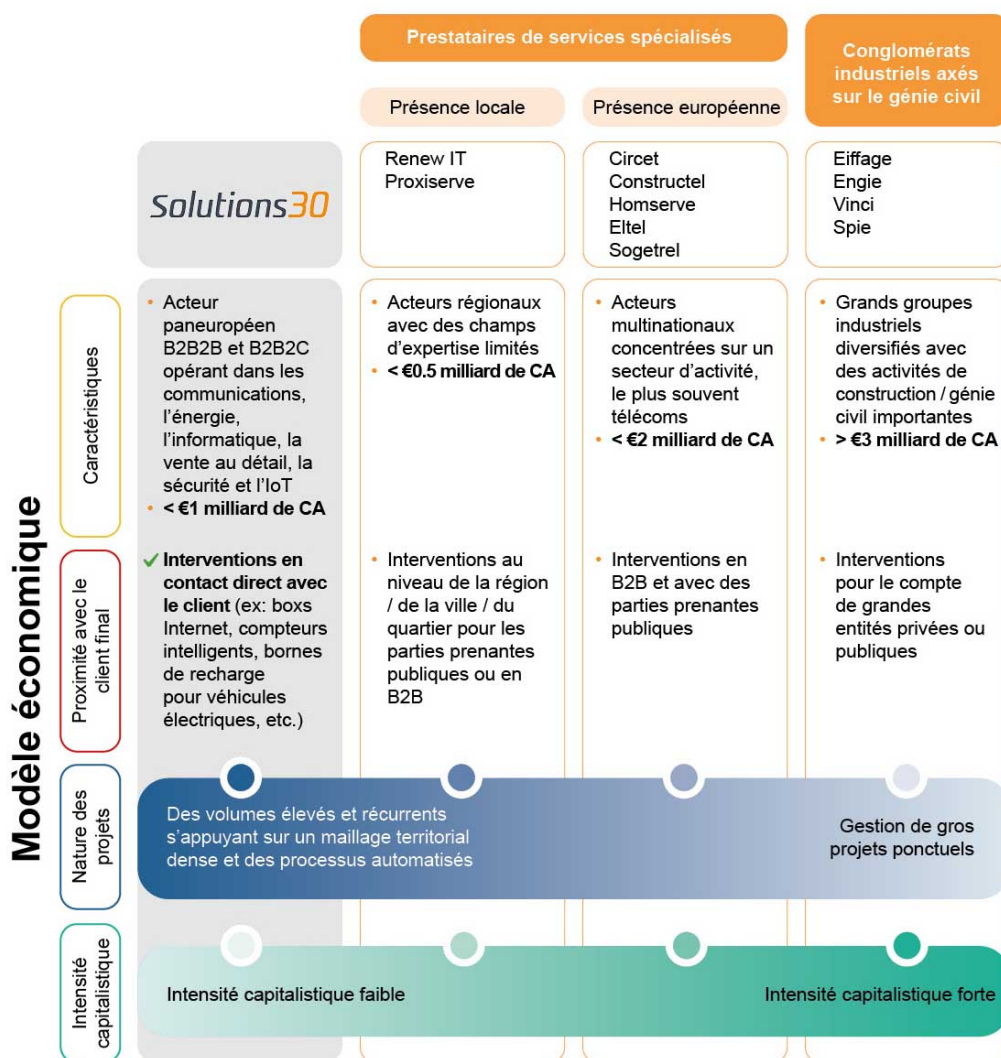 Prestataires de services spécialisés
Conglomérats
industriels axés
sur le génie civil
Présence locale
Présence européenne
Solutions30
Renew IT
Proxiserve
Circet
Constructel
Homserve
Eltel
Sogetrel
Eiffage
Engie
Vinci
Spie
Modèle économique
Caractéristiques
• Acteur
paneuropéen
B2B2B et B2B2C
opérant dans les
communications,
l'énergie,
l'informatique, la
vente au détail, la
sécurité et l'IoT
• < €1 milliard de CA
• Acteurs régionaux
avec des champs
d'expertise limités
• < €0.5 milliard de CA
• Acteurs
multinationaux
concentrées sur un
secteur d'activité,
le plus souvent
télécoms
• < €2 milliard de CA
• Grands groupes
industriels
diversifiés avec
des activités de
construction / génie
civil importantes
• > €3 milliard de CA
Proximité avec le
client final
✓ Interventions en
contact direct avec
le client (ex: boxs
Internet, compteurs
intelligents, bornes
de recharge
pour véhicules
électriques, etc.)
• Interventions au
niveau de la région
/ de la ville / du
quartier pour les
parties prenantes
publiques ou en
B2B
• Interventions en
B2B et avec des
parties prenantes
publiques
• Interventions
pour le compte
de grandes
entités privées ou
publiques
Nature des
projets
Des volumes élevés et récurrents
s'appuyant sur un maillage territorial
dense et des processus automatisés
Gestion de gros
projets ponctuels
Intensité
capitalistique
Intensité capitalistique faible
Intensité capitalistique forte